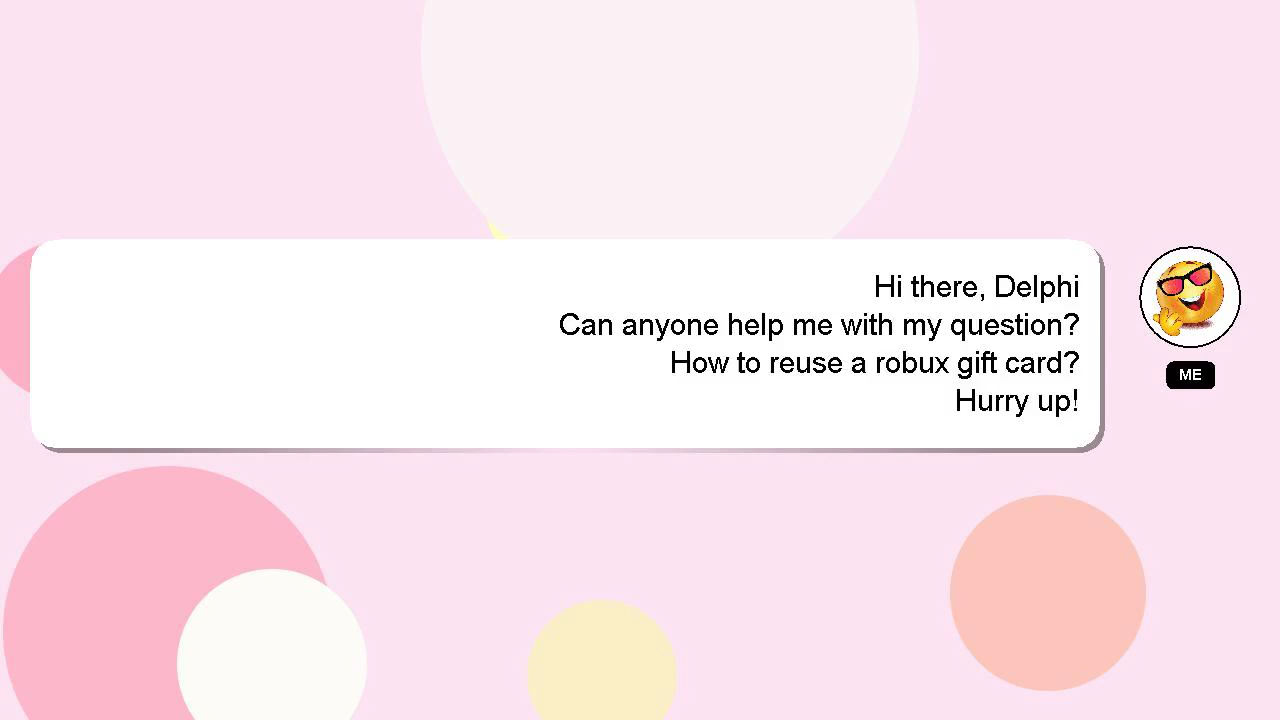 Hi there, Delphi
Can anyone help me with my question?
How to reuse a robux gift card?
Hurry up!
ME